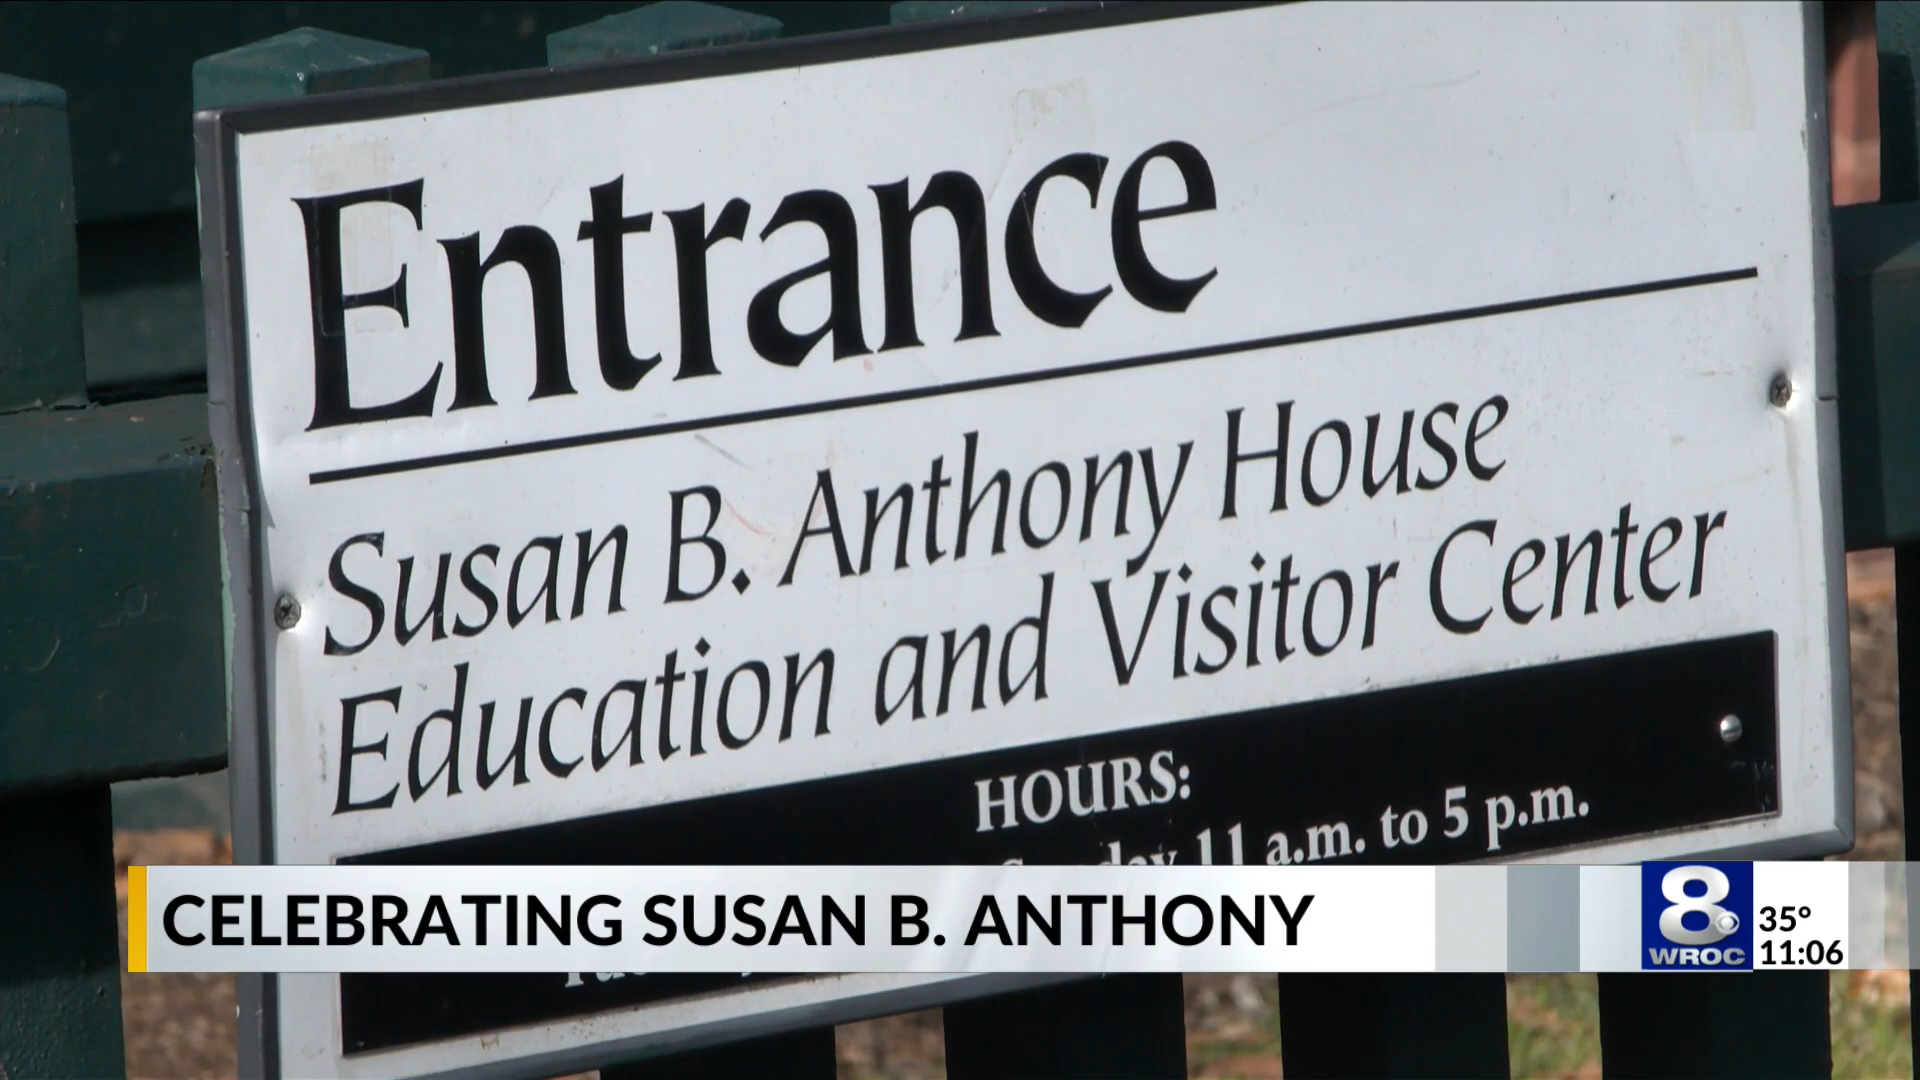 Entrance
Susan B. Anthony House
Education and Visitor Center
HOURS:
11 a.m. to 5 p.m.
CELEBRATING SUSAN B. ANTHONY
8
WROC
35°
11:06